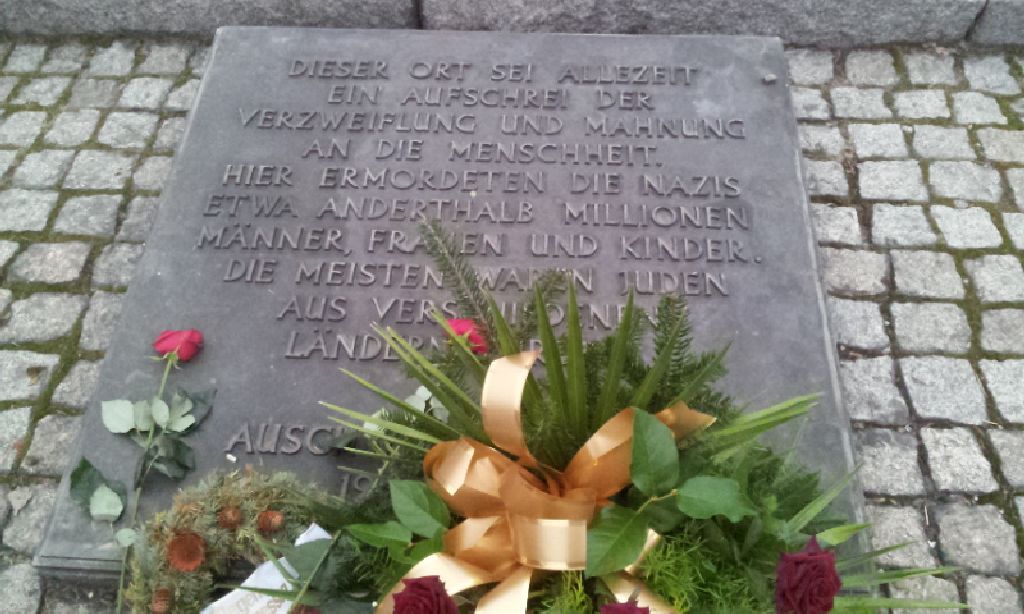 DIESER ORT SEI ALLEZEIT
EIN AUFSCHREI DER
VERZWEIFLUNG UND MAHNUNG
AN DIE MENSCHHEIT.
HIER ERMORDETEN DIE NAZIS
ETWA ANDERTHALB MILLIONEN
MÄNNER, FRAUEN UND KINDER.
DIE MEISTEN WAREN JUDEN
AUS
LÄNDERN